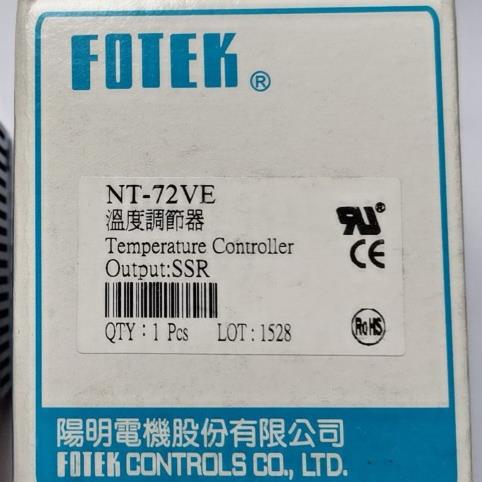 FOTEK ®
NT-72VE
溫度調節器
Temperature Controller
Output:SSR
QTY：1 Pcs LOT：1528
RU ®
CE
RoHS
陽明電機股份有限公司
FOTEK CONTROLS CO., LTD.